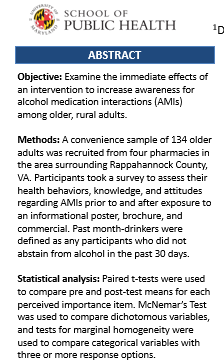 SCHOOL OF
PUBLIC HEALTH
¹D
ABSTRACT
Objective: Examine the immediate effects of
an intervention to increase awareness for
alcohol medication interactions (AMIs)
among older, rural adults.
Methods: A convenience sample of 134 older
adults was recruited from four pharmacies in
the area surrounding Rappahannock County,
VA. Participants took a survey to assess their
health behaviors, knowledge, and attitudes
regarding AMIs prior to and after exposure to
an informational poster, brochure, and
commercial. Past month-drinkers were
defined as any participants who did not
abstain from alcohol in the past 30 days.
Statistical analysis: Paired t-tests were used
to compare pre and post-test means for each
perceived importance item. McNemar's Test
was used to compare dichotomous variables,
and tests for marginal homogeneity were
used to compare categorical variables with
three or more response options.